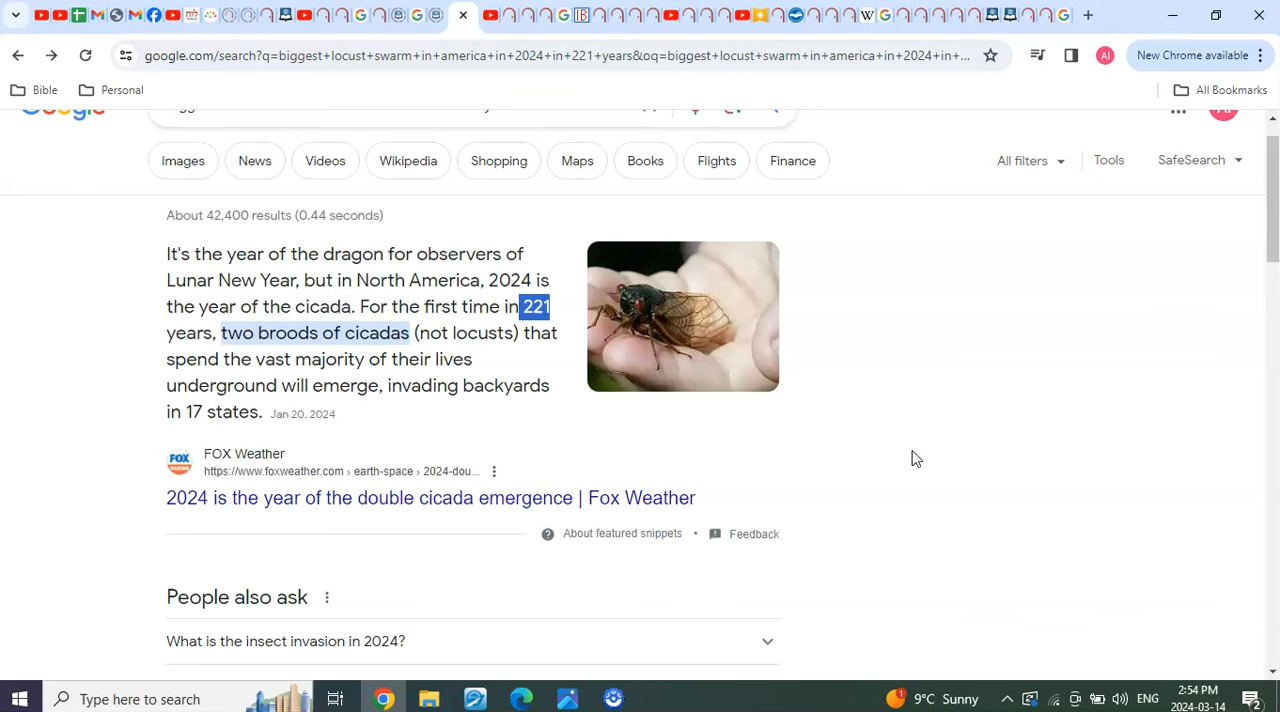 google.com/search?q=biggest+locust+swarm+in+america+in+2024+in+221+years&oq=biggest+locust+swarm+in+america+in+2024+in+...
AI
New Chrome available
Bible
Personal
All Bookmarks
Images
News
Videos
Wikipedia
Shopping
Maps
Books
Flights
Finance
All filters
Tools
SafeSearch
About 42,400 results (0.44 seconds)
It's the year of the dragon for observers of
Lunar New Year, but in North America, 2024 is
the year of the cicada. For the first time in 221
years, two broods of cicadas (not locusts) that
spend the vast majority of their lives
underground will emerge, invading backyards
in 17 states. Jan 20, 2024
FOX
FOX Weather
https://www.foxweather.com › earth-space › 2024-dou...
2024 is the year of the double cicada emergence | Fox Weather
About featured snippets • Feedback
People also ask
What is the insect invasion in 2024?
Type here to search
1
9°C Sunny
ENG
2:54 PM
2024-03-14
2